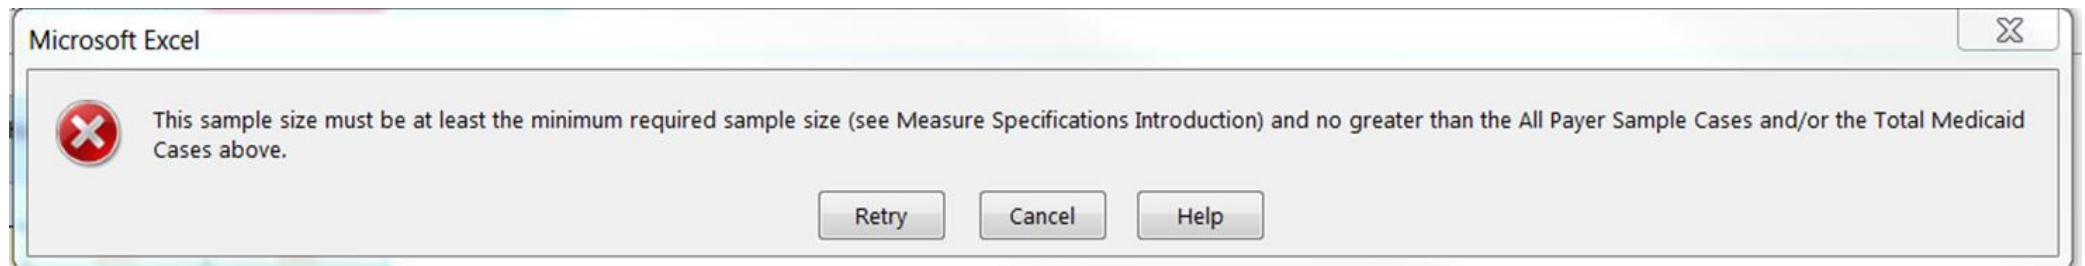 Microsoft Excel
This sample size must be at least the minimum required sample size (see Measure Specifications Introduction) and no greater than the All Payer Sample Cases and/or the Total Medicaid
Cases above.
Retry Cancel Help